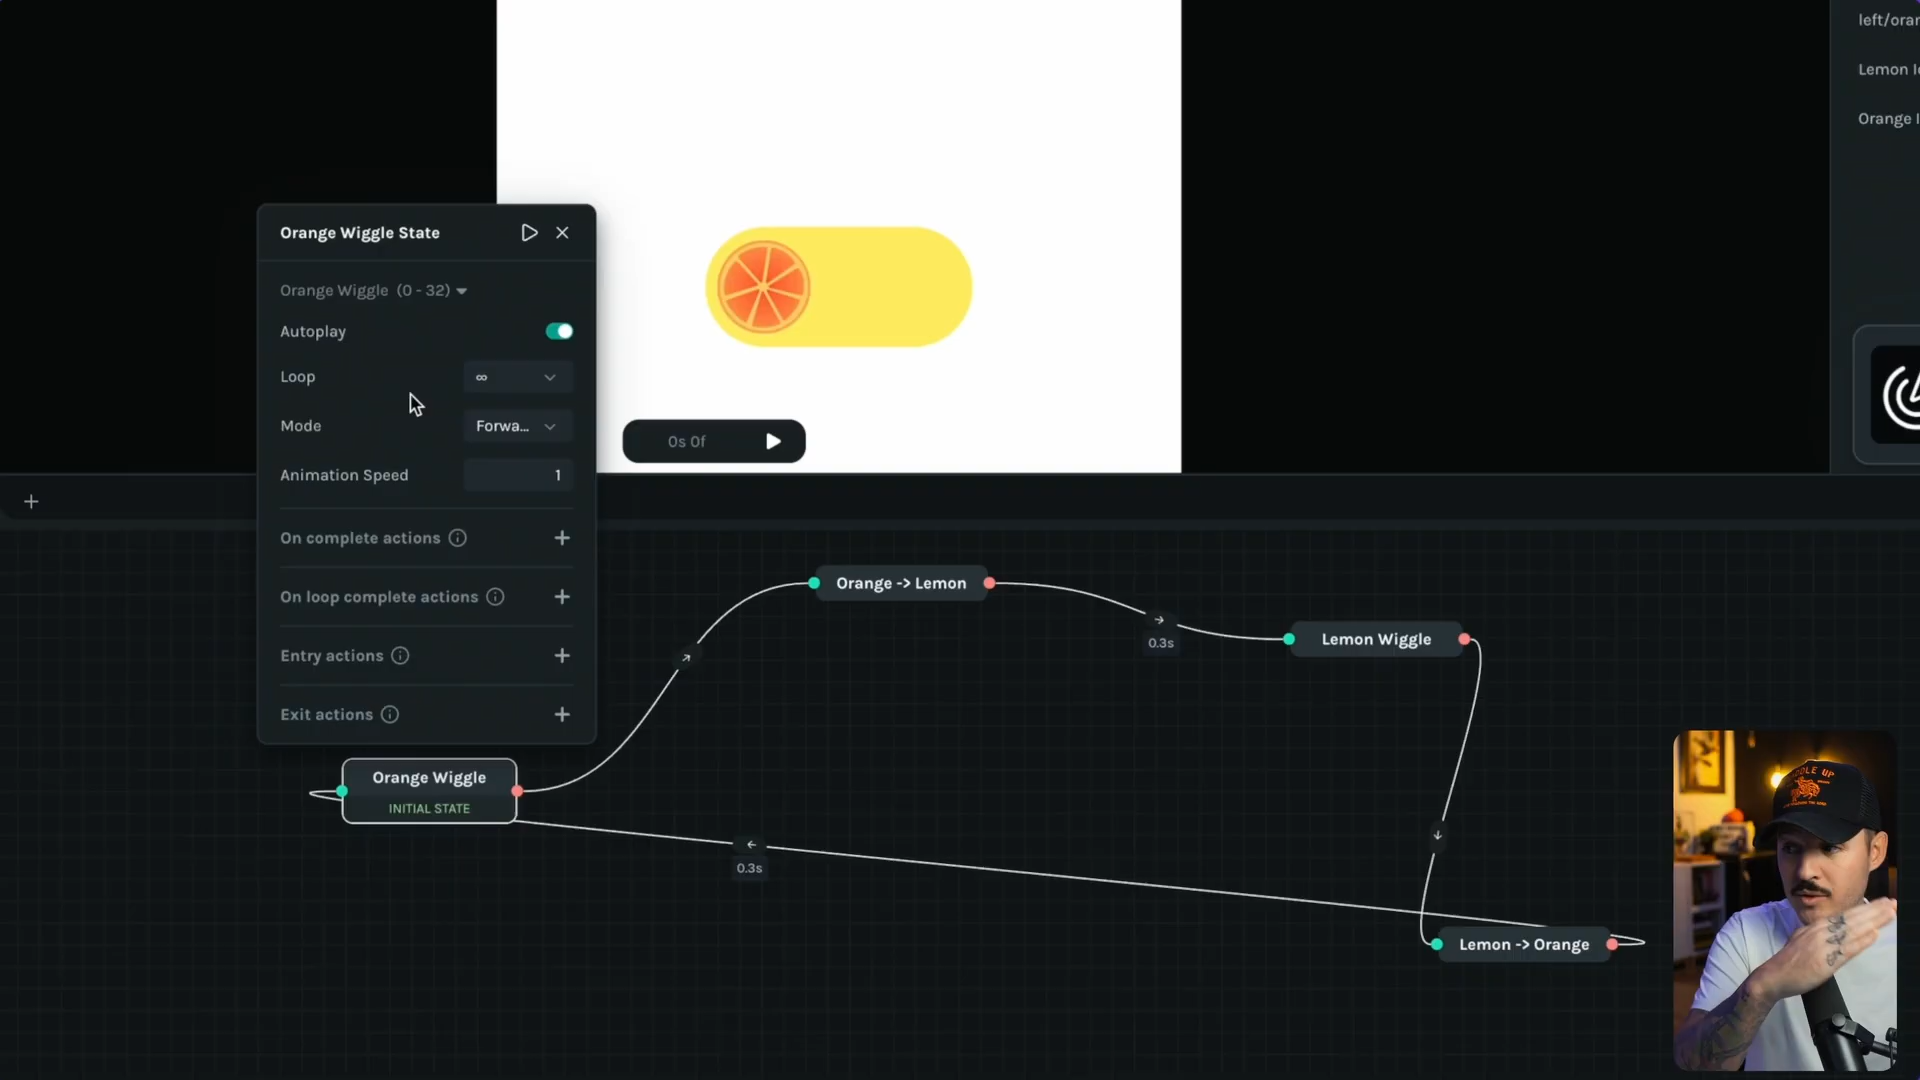 left/oran
Lemon
Orange
Orange Wiggle State
Orange Wiggle (0 - 32)
Autoplay
Loop
∞
Mode
Forwa...
Animation Speed
1
0s 0f
On complete actions
On loop complete actions
Entry actions
Exit actions
Orange -> Lemon
0.3s
Lemon Wiggle
Orange Wiggle
INITIAL STATE
0.3s
Lemon -> Orange